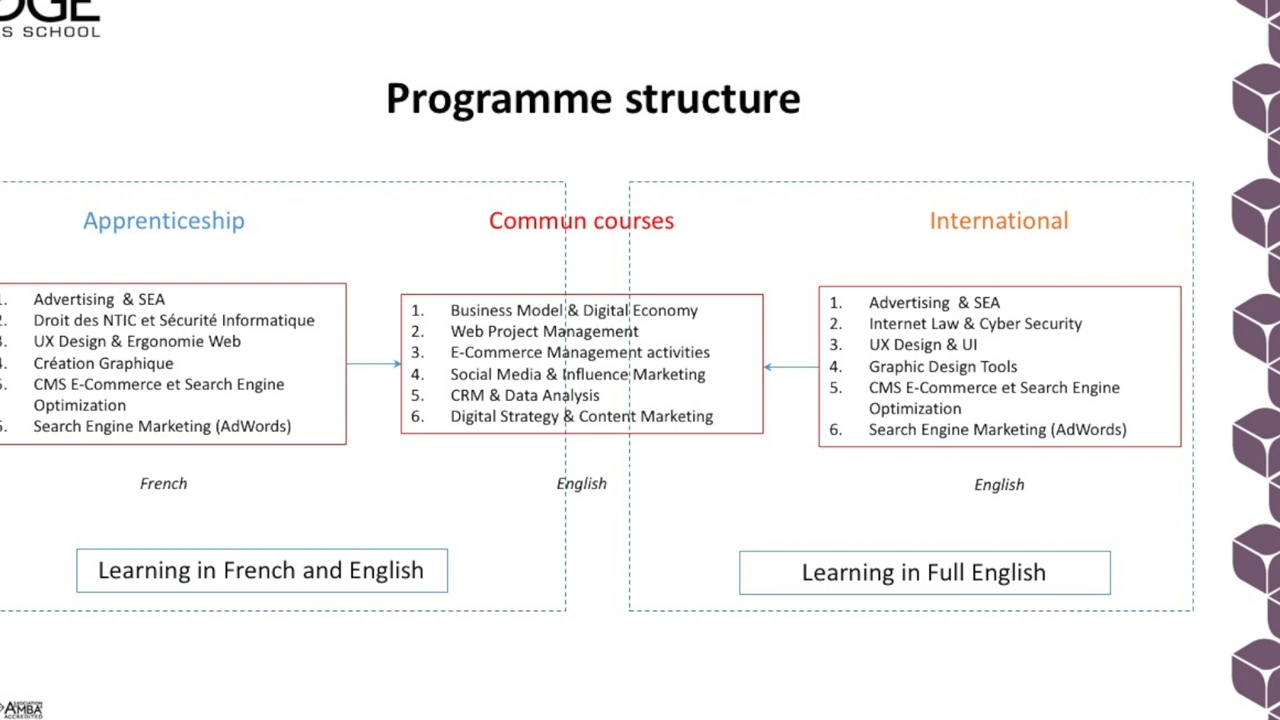 S SCHOOL
Programme structure
Apprenticeship
Commun courses
International
Advertising & SEA
Droit des NTIC et Sécurité Informatique
UX Design & Ergonomie Web
Création Graphique
CMS E-Commerce et Search Engine
Optimization
Search Engine Marketing (AdWords)
1. Business Model & Digital Economy
2. Web Project Management
3. E-Commerce Management activities
4. Social Media & Influence Marketing
5. CRM & Data Analysis
6. Digital Strategy & Content Marketing
1. Advertising & SEA
2. Internet Law & Cyber Security
3. UX Design & UI
4. Graphic Design Tools
5. CMS E-Commerce et Search Engine
Optimization
6. Search Engine Marketing (AdWords)
French
English
English
Learning in French and English
Learning in Full English
ASSOCIATION
AMBA
ACCREDITED